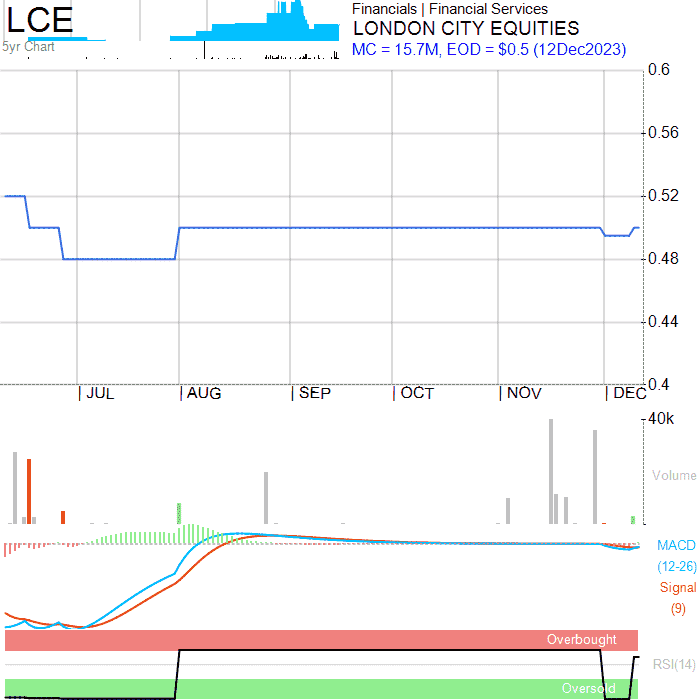 LCE
5yr Chart
Financials | Financial Services
LONDON CITY EQUITIES
MC = 15.7M, EOD = $0.5 (12Dec2023)
0.6
0.56
0.52
0.48
0.44
0.4
| JUL | AUG | SEP | OCT | NOV | DEC
40k
Volume
MACD
(12-26)
Signal
(9)
Overbought
RSI(14)
Oversold